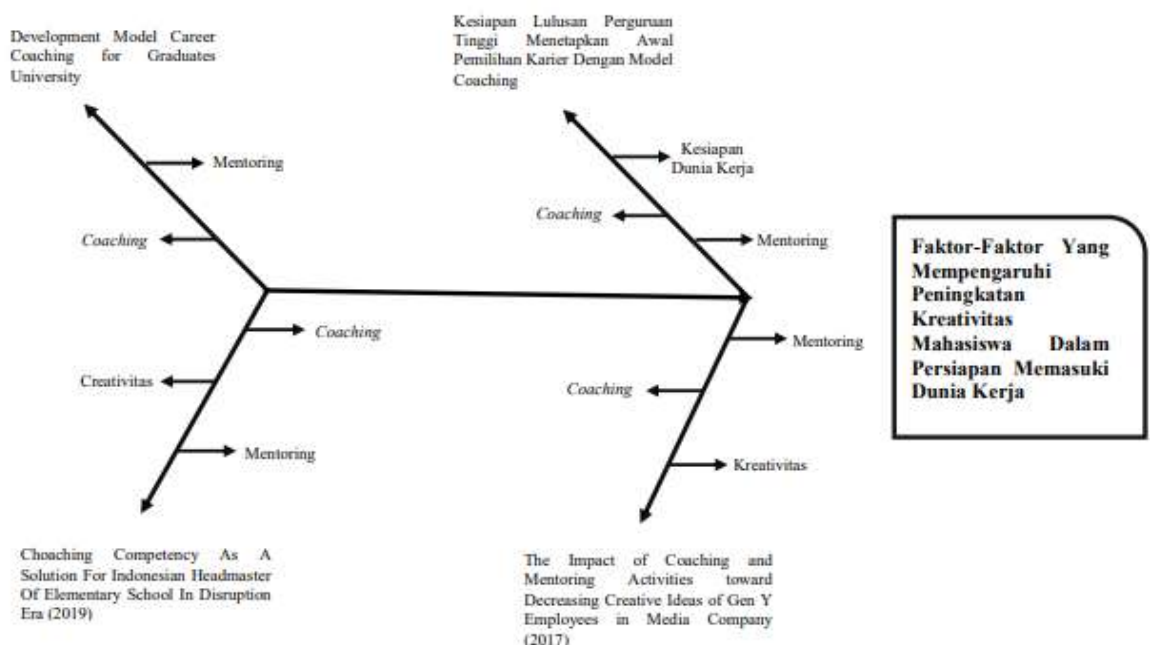 Development Model Career
Coaching for Graduates
University
Mentoring
Coaching
Kesiapan Lulusan Perguruan
Tinggi Menetapkan Awal
Pemilihan Karier Dengan Model
Coaching
Kesiapan
Dunia Kerja
Coaching
Mentoring
Faktor-Faktor Yang
Mempengaruhi
Peningkatan
Kreativitas
Mahasiswa Dalam
Persiapan Memasuki
Dunia Kerja
Coaching
Creativitas
Mentoring
Choaching Competency As A
Solution For Indonesian Headmaster
Of Elementary School In Disruption
Era (2019)
Mentoring
Coaching
Kreativitas
The Impact of Coaching and
Mentoring Activities toward
Decreasing Creative Ideas of Gen Y
Employees in Media Company
(2017)